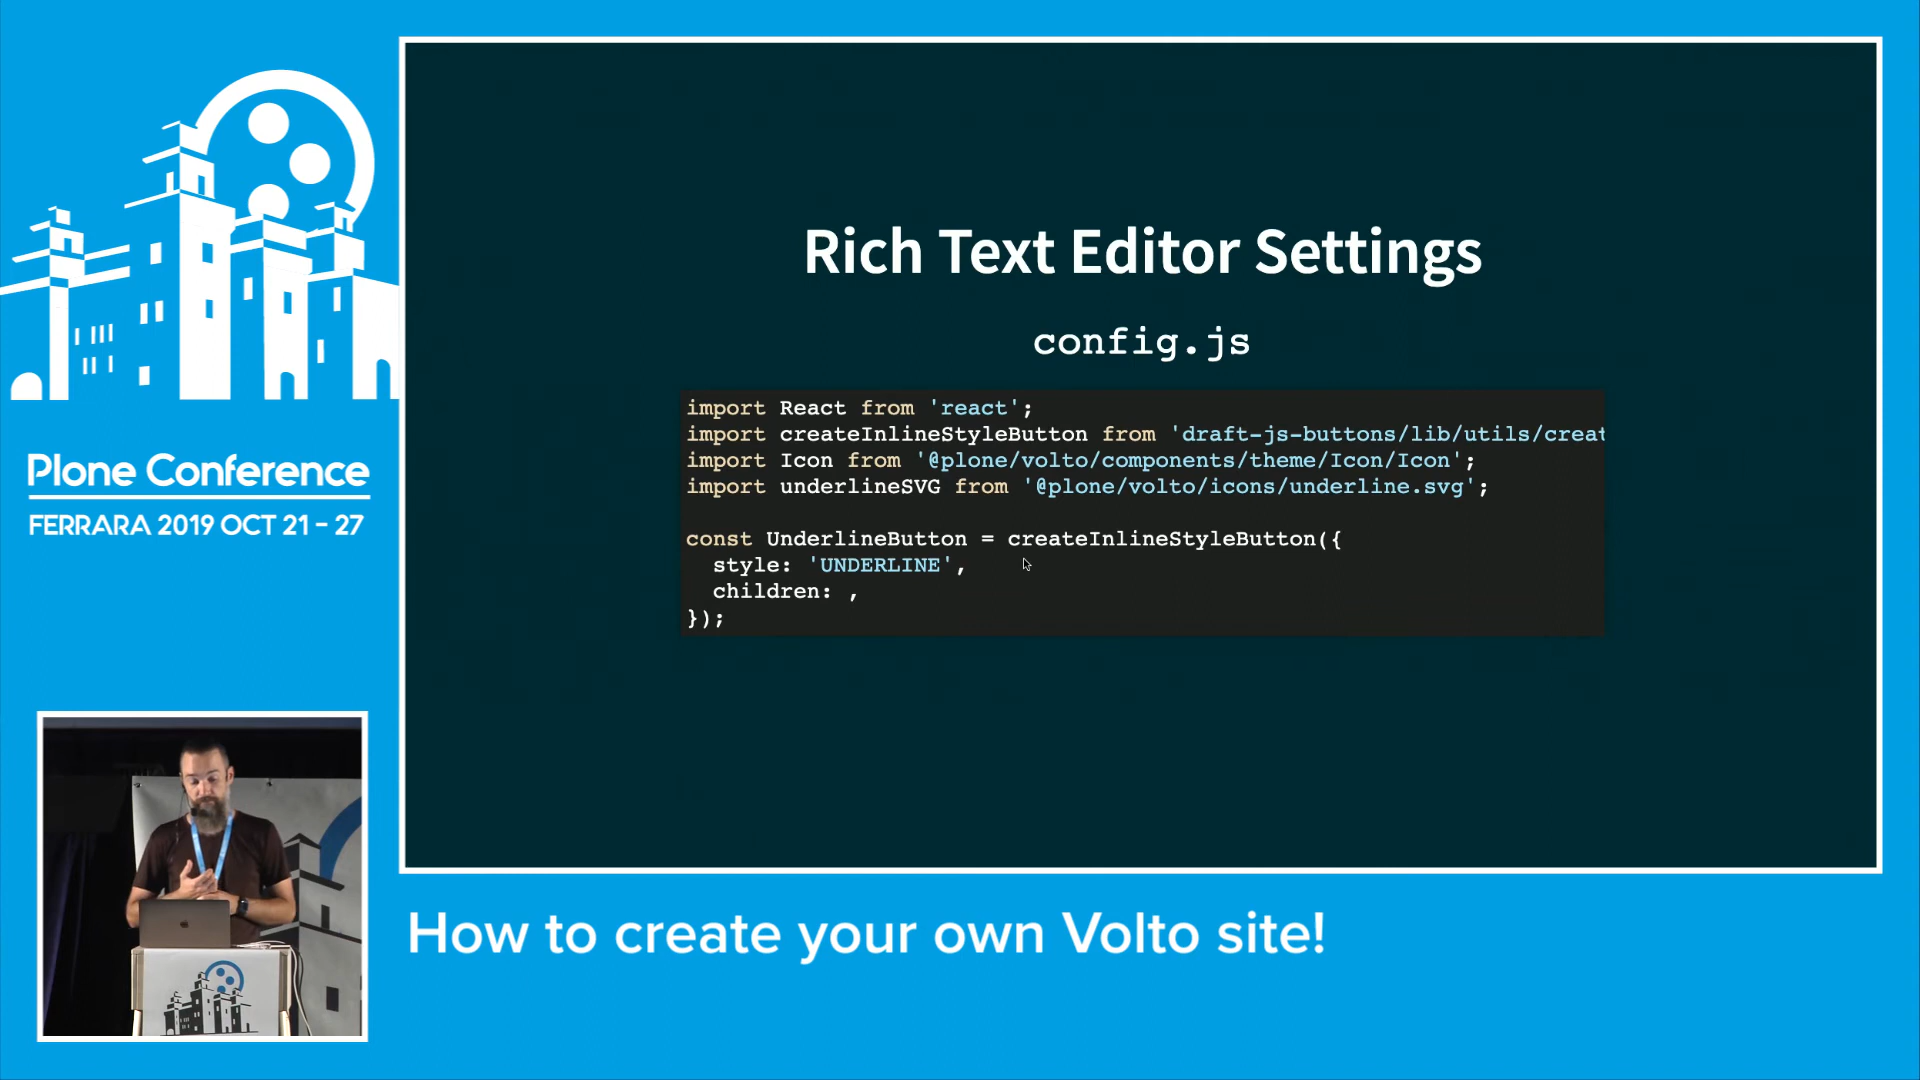 Plone Conference
FERRARA 2019 OCT 21 - 27
Rich Text Editor Settings
config.js
import React from 'react';
import createInlineStyleButton from 'draft-js-buttons/lib/utils/creat
import Icon from '@plone/volto/components/theme/Icon/Icon';
import underlineSVG from '@plone/volto/icons/underline.svg';
const UnderlineButton = createInlineStyleButton({
style: 'UNDERLINE',
children: ,
});
How to create your own Volto site!